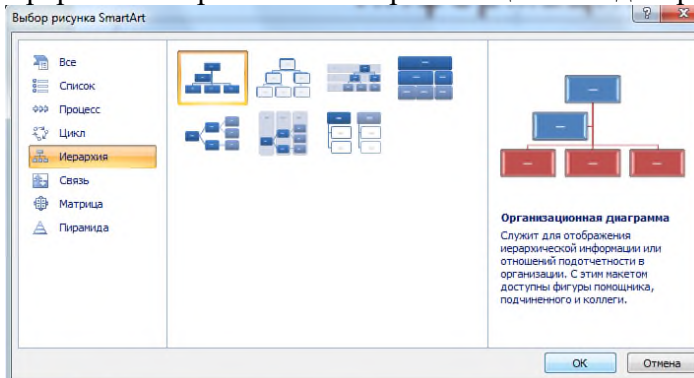 Выбор рисунка SmartArt
Все
Список
Процесс
Цикл
Иерархия
Связь
Матрица
Пирамида
Организационная диаграмма
Служит для отображения
иерархической информации или
отношений подотчетности в
организации. С этим макетом
доступны фигуры помощника,
подчиненного и коллеги.
ОК
Отмена